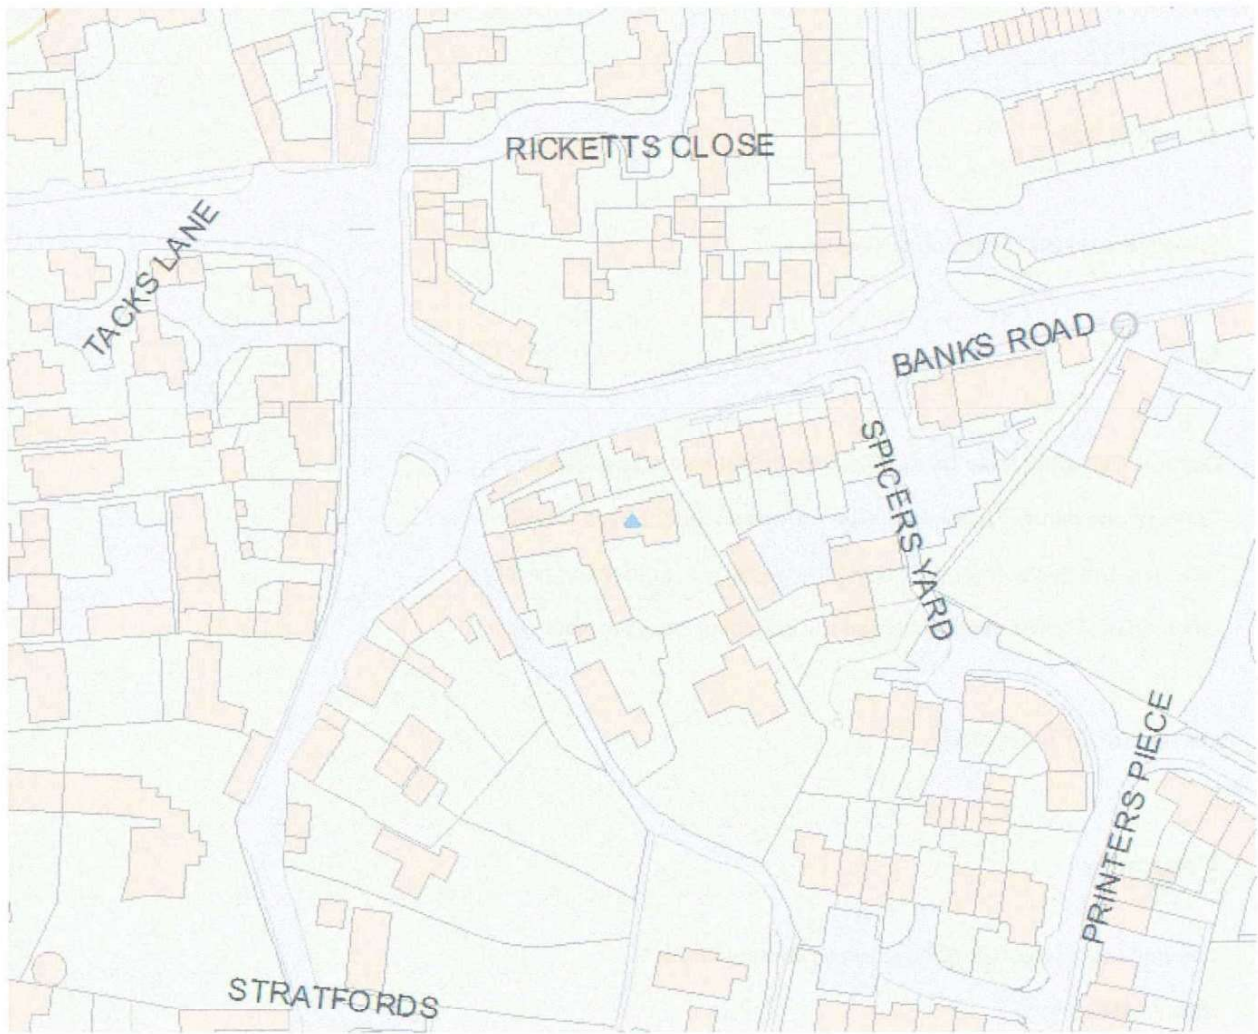 RICKETTS CLOSE
TACKS LANE
BANKS ROAD
SPICERS YARD
PRINTERS PIECE
STRATFORDS